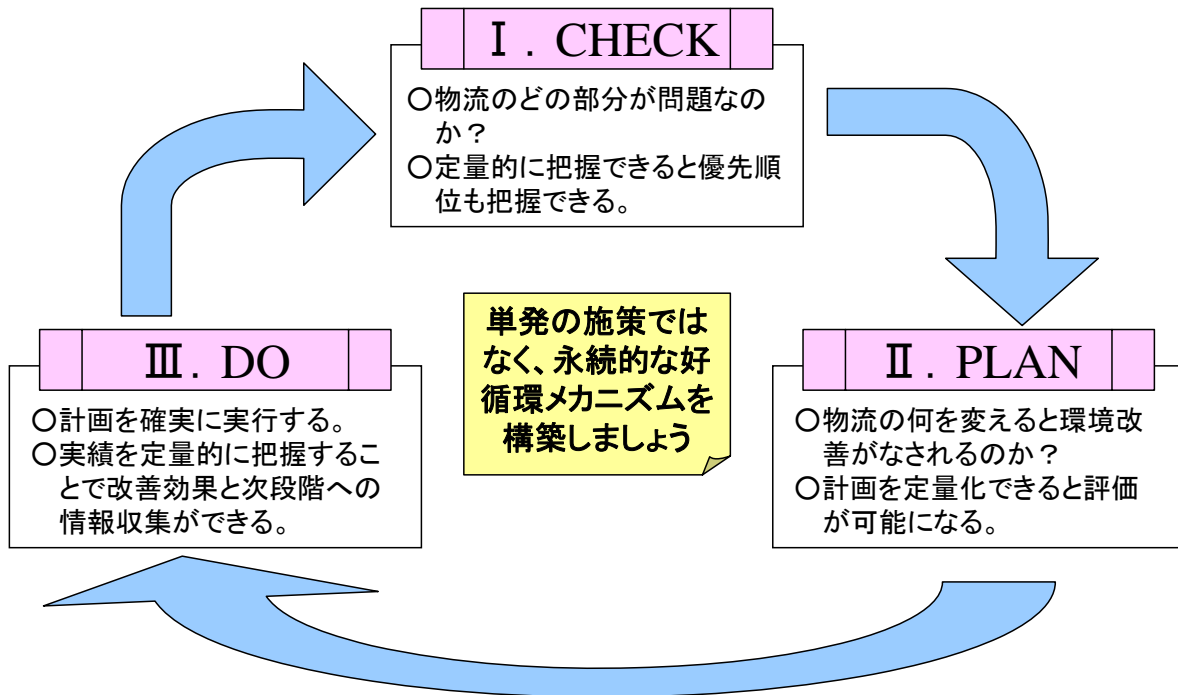 Ⅰ. CHECK
○物流のどの部分が問題なの
か？
○定量的に把握できると優先順
位も把握できる。
単発の施策では
なく、永続的な好
循環メカニズムを
構築しましょう
Ⅲ. DO
○計画を確実に実行する。
○実績を定量的に把握するこ
とで改善効果と次段階への
情報収集ができる。
Ⅱ. PLAN
○物流の何を変えると環境改
善がなされるのか？
○計画を定量化できると評価
が可能になる。